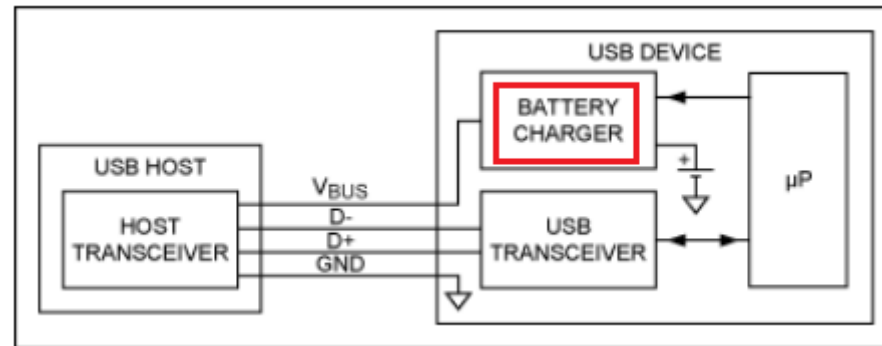 USB DEVICE
BATTERY
CHARGER
+
µP
USB HOST
VBUS
D-
D+
GND
HOST
TRANSCEIVER
USB
TRANSCEIVER